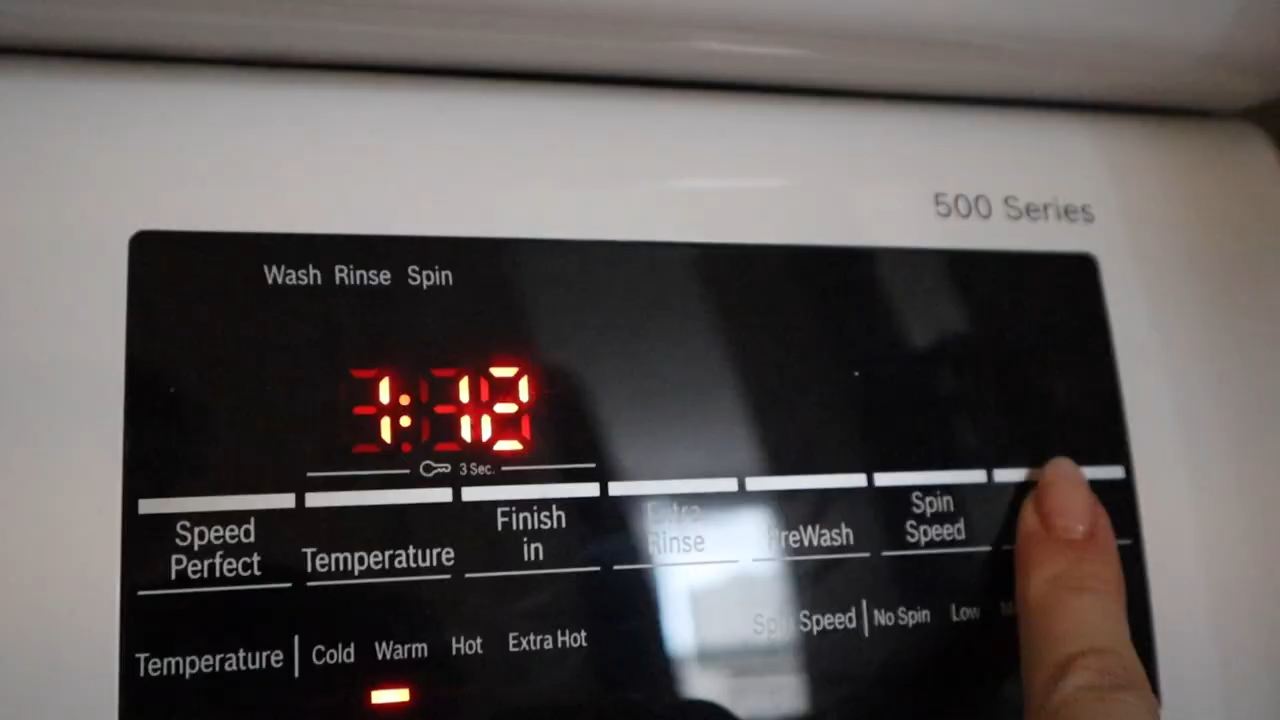 500 Series
Wash Rinse Spin
1:12
3 Sec.
Speed
Perfect
Temperature
Finish
in
Extra
Rinse
PreWash
Spin
Speed
Temperature | Cold Warm Hot Extra Hot
Spin Speed | No Spin Low